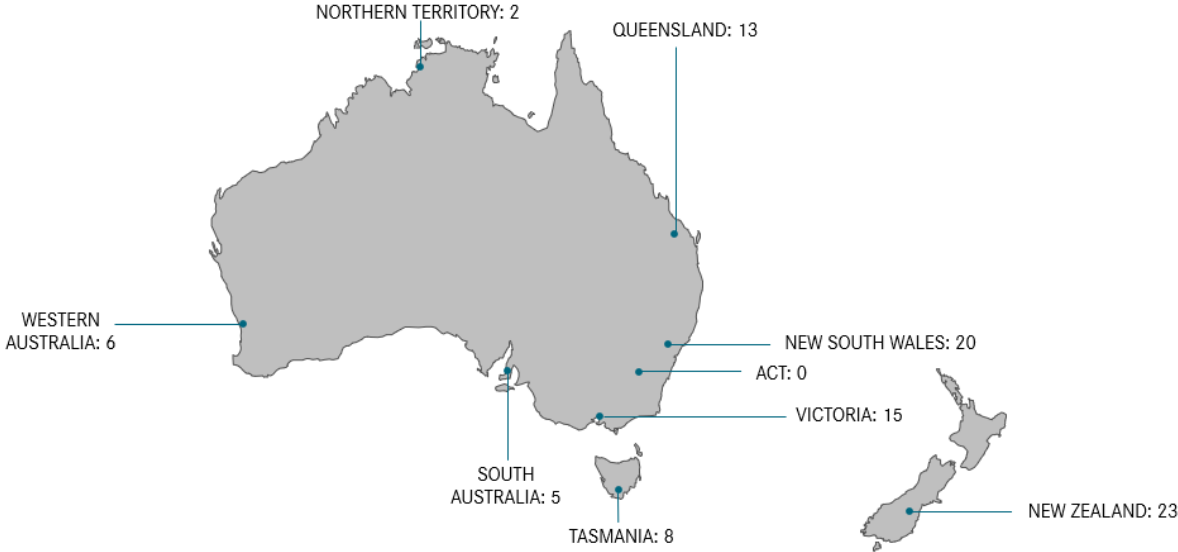 NORTHERN TERRITORY: 2
QUEENSLAND: 13
WESTERN
AUSTRALIA: 6
NEW SOUTH WALES: 20
ACT: 0
VICTORIA: 15
SOUTH
AUSTRALIA: 5
TASMANIA: 8
NEW ZEALAND: 23